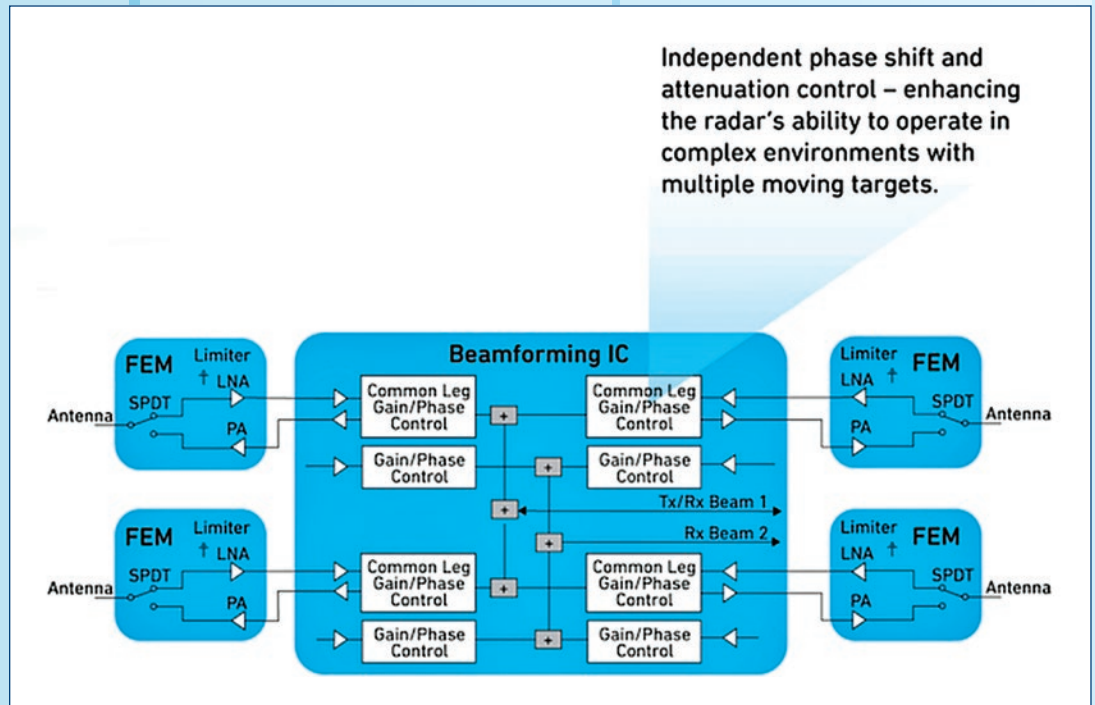 Independent phase shift and
attenuation control – enhancing
the radar's ability to operate in
complex environments with
multiple moving targets.
Beamforming IC
FEM
Limiter
LNA
SPDT
PA
Antenna
Common Leg
Gain/Phase
Control
+
Common Leg
Gain/Phase
Control
Limiter
FEM
LNA
SPDT
PA
Antenna
Gain/Phase
Control
+
Gain/Phase
Control
+
Tx/Rx Beam 1
+
Rx Beam 2
FEM
Limiter
LNA
SPDT
PA
Antenna
Common Leg
Gain/Phase
Control
+
Common Leg
Gain/Phase
Control
Limiter
FEM
LNA
SPDT
PA
Antenna
Gain/Phase
Control
+
Gain/Phase
Control